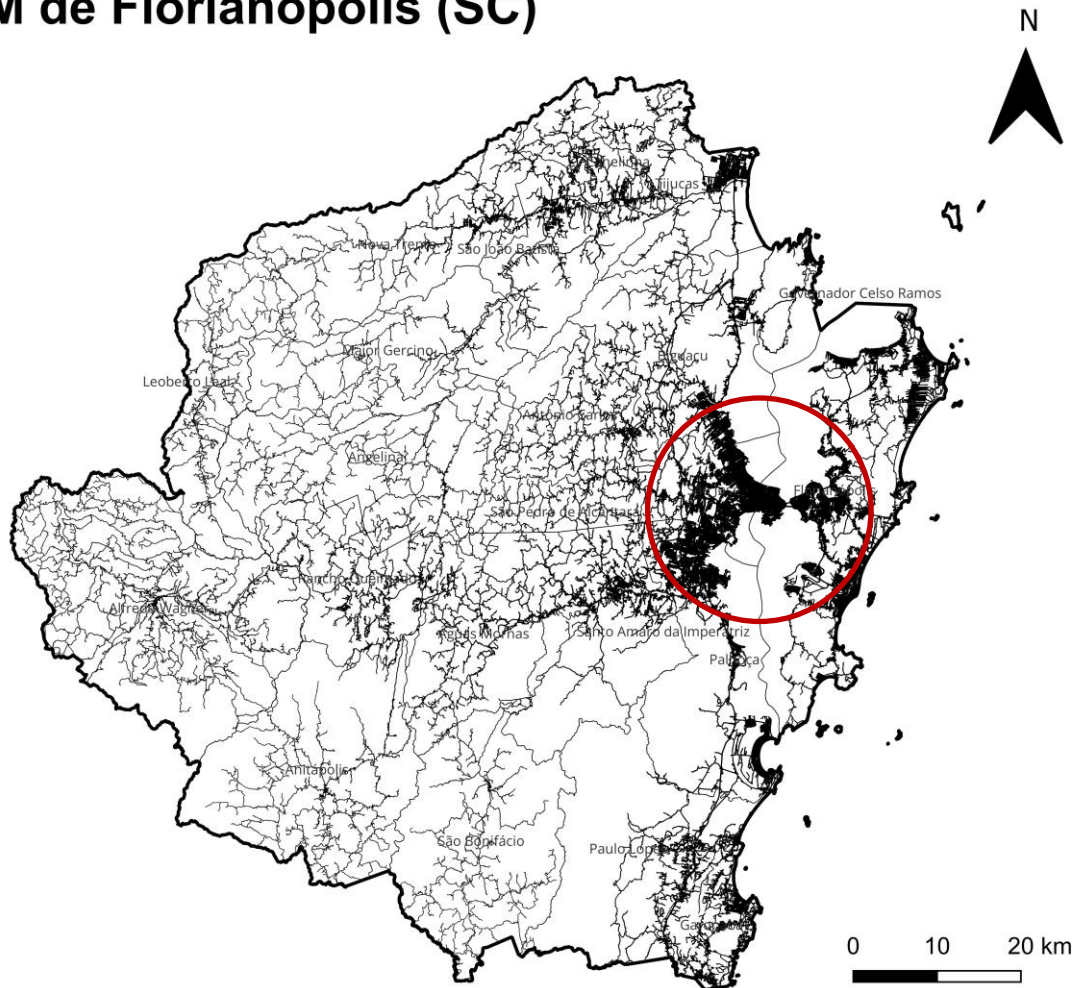 M de Florianópolis (SC)
N
Tijucas
Nova Trento
São João Batista
Governador Celso Ramos
Major Gercino
Biguaçu
Leoberto Leal
Antônio Carlos
Angelina
São Pedro de Alcântara
Florianópolis
Rancho Queimado
Alfredo Wagner
Águas Mornas
Santo Amaro da Imperatriz
Palhoça
Anitápolis
São Bonifácio
Paulo Lopes
Garopaba
0 10 20 km